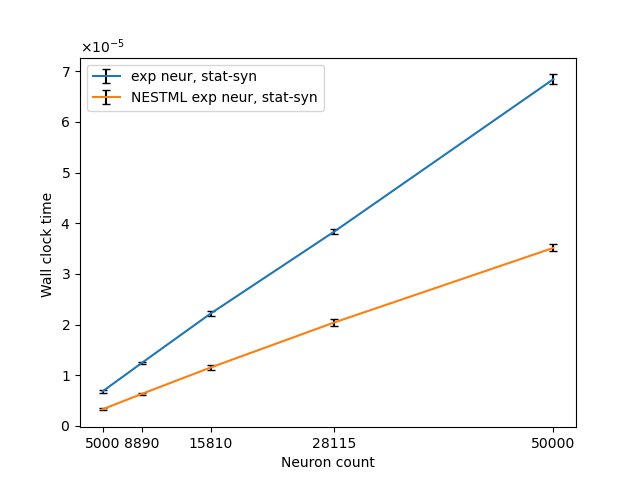 ×10⁻⁵
exp neur, stat-syn
NESTML exp neur, stat-syn
7
6
5
4
3
2
1
0
Wall clock time
5000 8890 15810 28115 50000
Neuron count